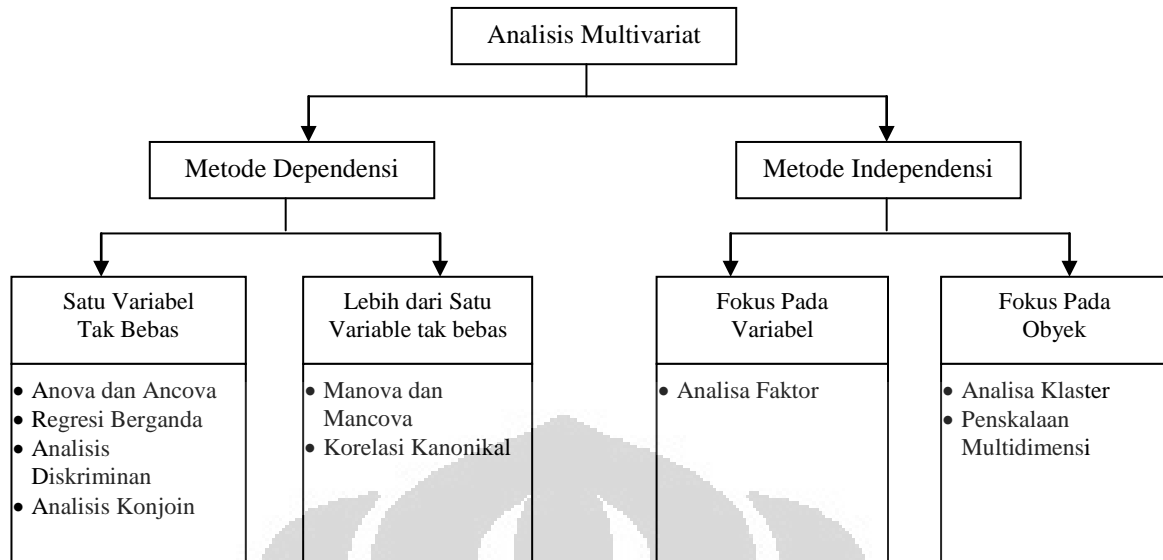 Analisis Multivariat
Metode Dependensi
Metode Independensi
Satu Variabel
Tak Bebas
• Anova dan Ancova
• Regresi Berganda
• Analisis
Diskriminan
• Analisis Konjoin
Lebih dari Satu
Variable tak bebas
• Manova dan
Mancova
• Korelasi Kanonikal
Fokus Pada
Variabel
• Analisa Faktor
Fokus Pada
Obyek
• Analisa Klaster
• Penskalaan
Multidimensi